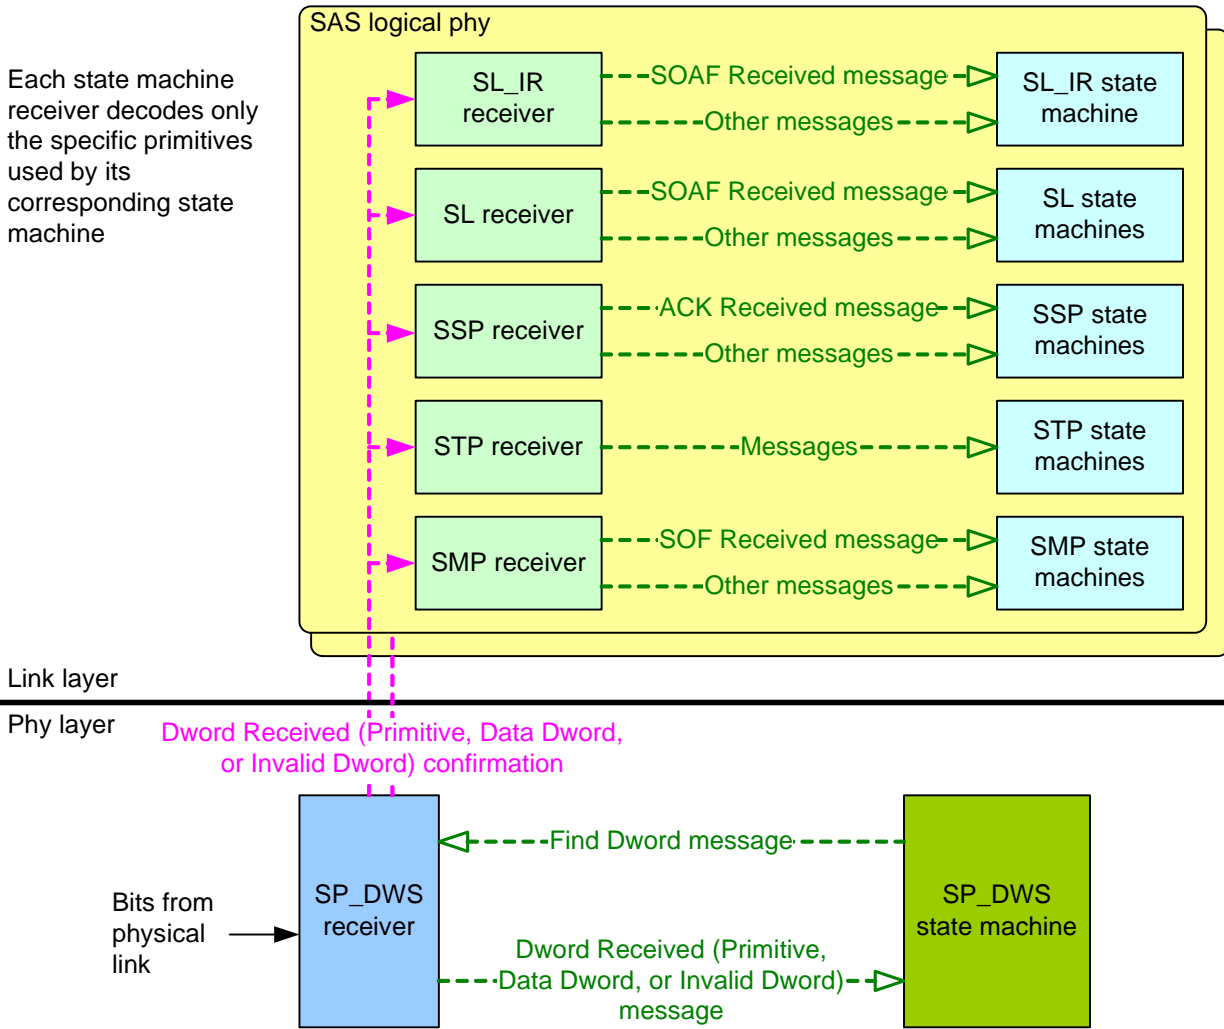 SAS logical phy
Each state machine
receiver decodes only
the specific primitives
used by its
corresponding state
machine
SL_IR
receiver
SOAF Received message
Other messages
SL_IR state
machine
SL receiver
SOAF Received message
Other messages
SL state
machines
SSP receiver
ACK Received message
Other messages
SSP state
machines
STP receiver
Messages
STP state
machines
SMP receiver
SOF Received message
Other messages
SMP state
machines
Link layer
Phy layer
Dword Received (Primitive, Data Dword,
or Invalid Dword) confirmation
Bits from
physical
link
SP_DWS
receiver
Find Dword message
Dword Received (Primitive,
Data Dword, or Invalid Dword)
message
SP_DWS
state machine